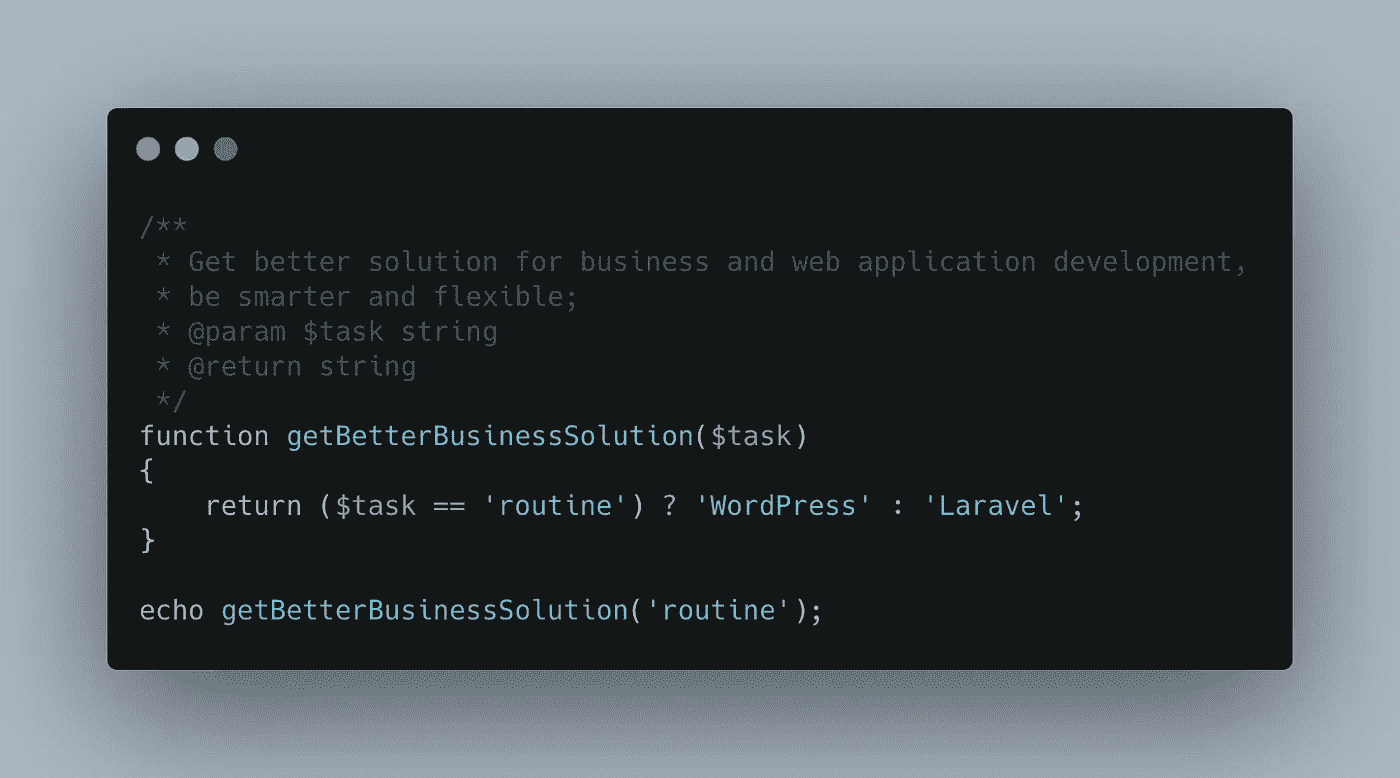 /**
 * Get better solution for business and web application development,
 * be smarter and flexible;
 * @param $task string
 * @return string
 */
function getBetterBusinessSolution($task)
{
    return ($task == 'routine') ? 'WordPress' : 'Laravel';
}
echo getBetterBusinessSolution('routine');